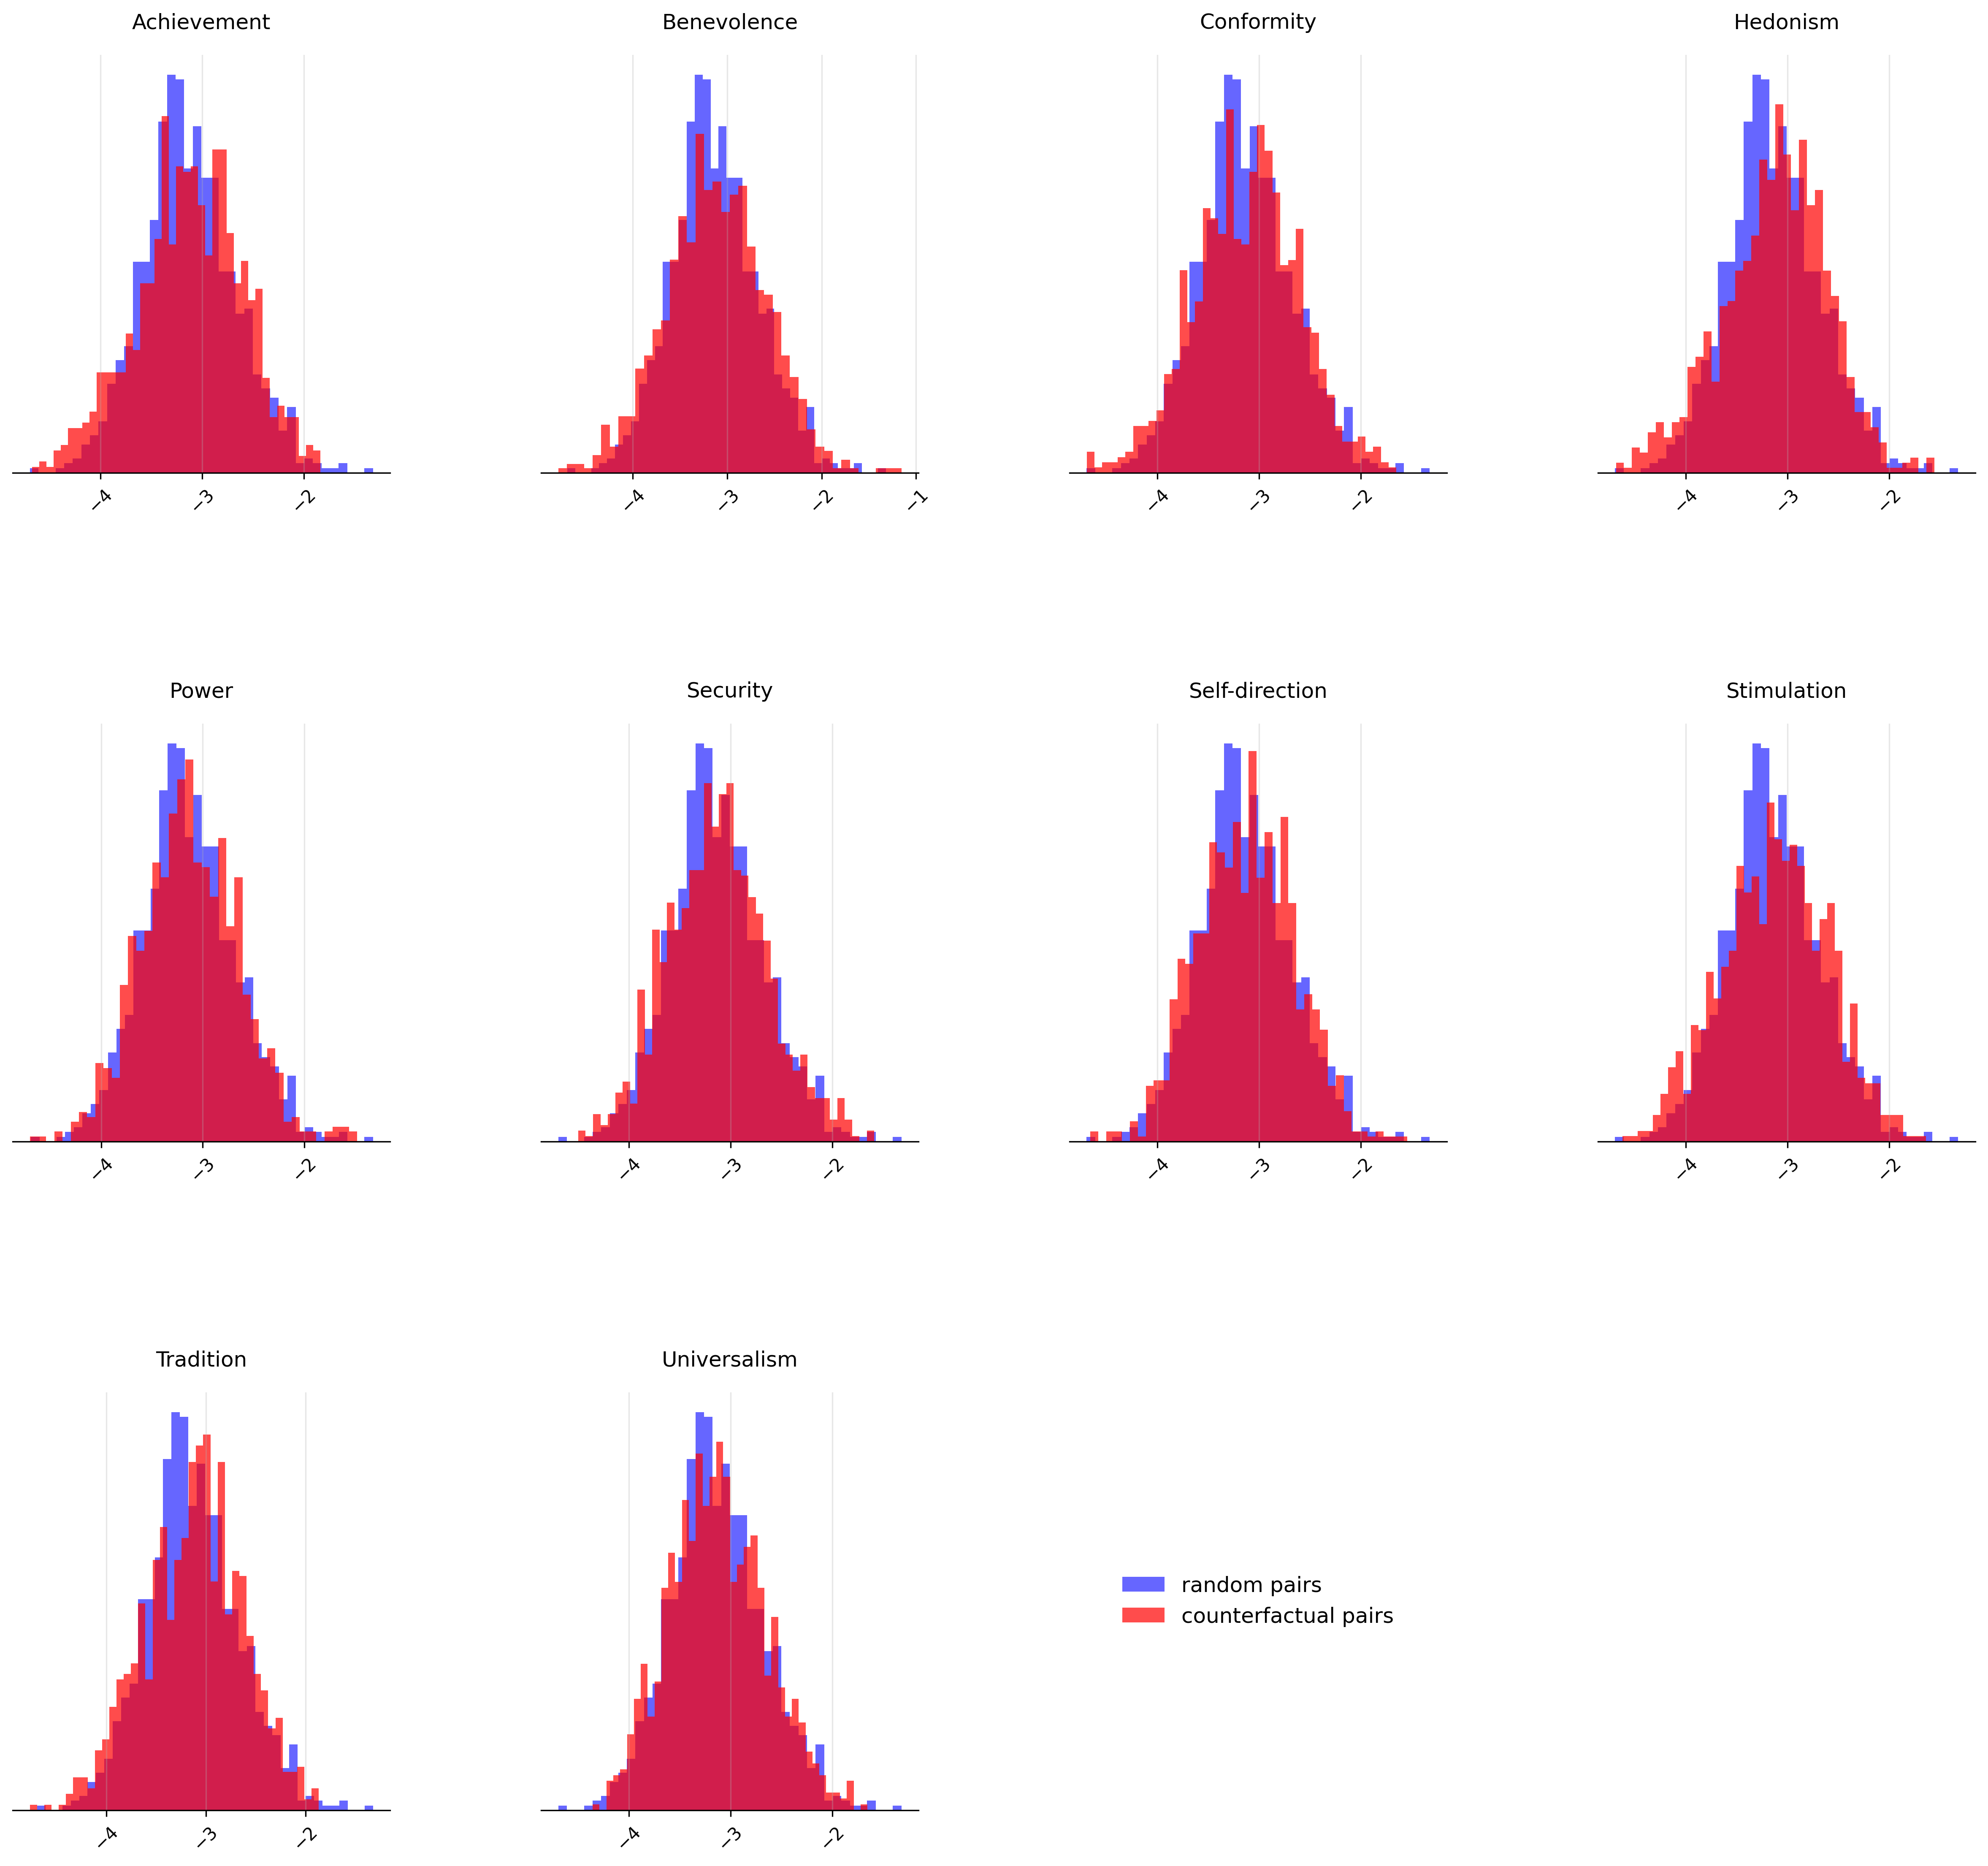 Achievement
Benevolence
Conformity
Hedonism
−4 −3 −2
−4 −3 −2 −1
−4 −3 −2
−4 −3 −2
Power
Security
Self-direction
Stimulation
−4 −3 −2
−4 −3 −2
−4 −3 −2
−4 −3 −2
Tradition
Universalism
random pairs
counterfactual pairs
−4 −3 −2
−4 −3 −2